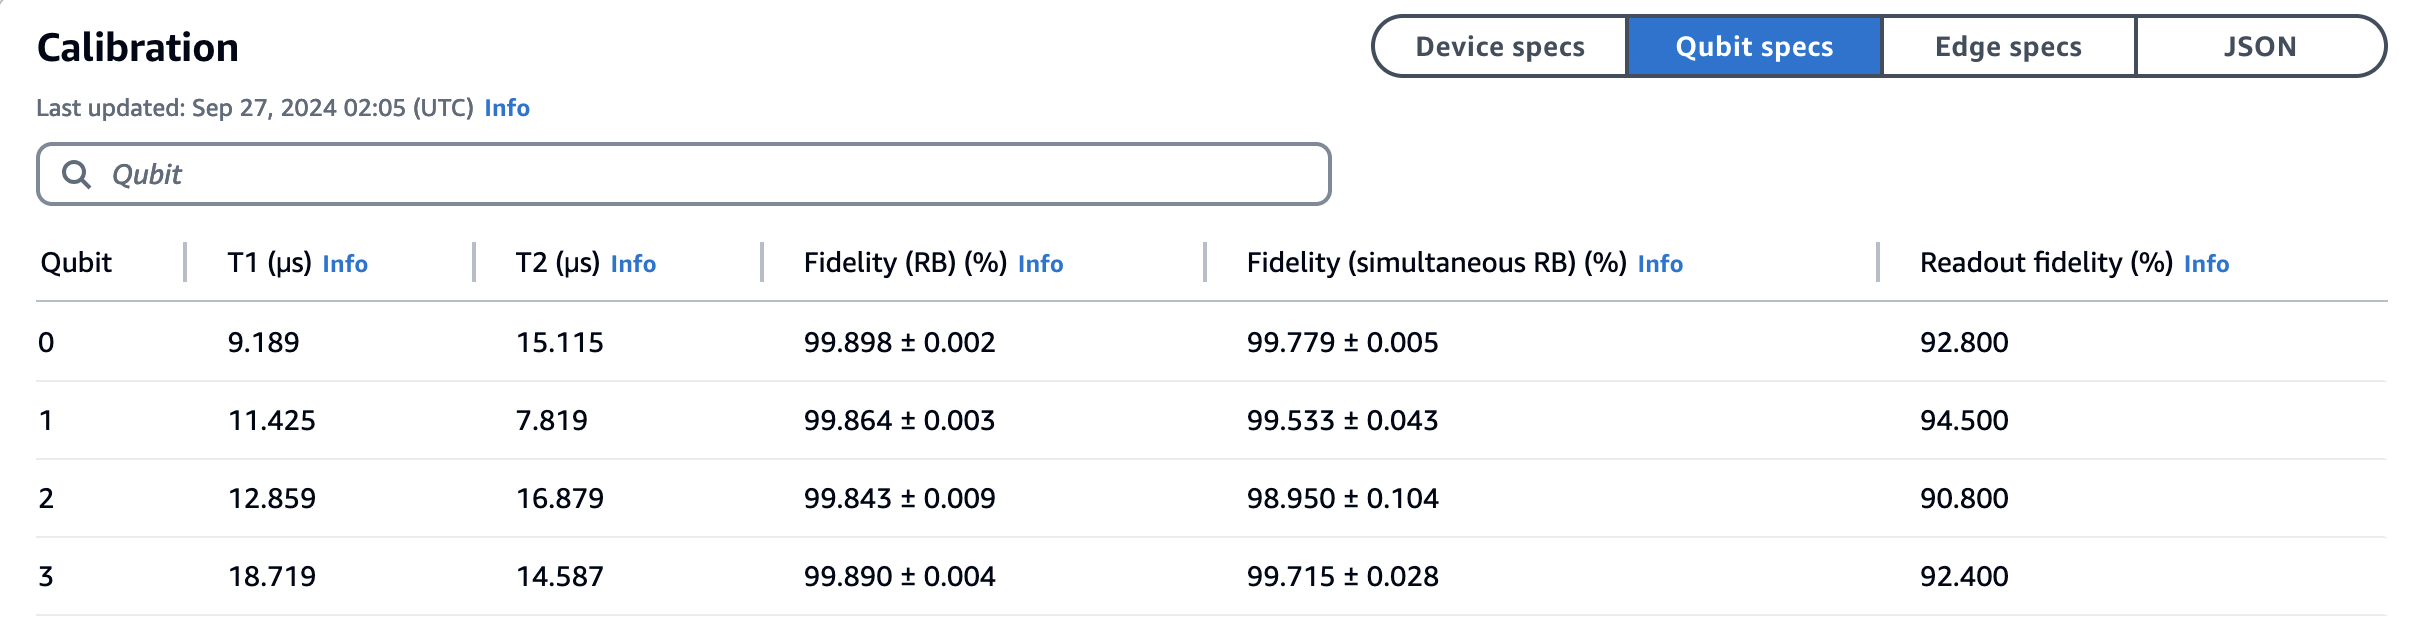 Calibration
Device specs
Qubit specs
Edge specs
JSON
Last updated: Sep 27, 2024 02:05 (UTC) Info
Qubit
Qubit T1 (μs) Info T2 (μs) Info Fidelity (RB) (%) Info Fidelity (simultaneous RB) (%) Info Readout fidelity (%) Info
0 9.189 15.115 99.898 ± 0.002 99.779 ± 0.005 92.800
1 11.425 7.819 99.864 ± 0.003 99.533 ± 0.043 94.500
2 12.859 16.879 99.843 ± 0.009 98.950 ± 0.104 90.800
3 18.719 14.587 99.890 ± 0.004 99.715 ± 0.028 92.400